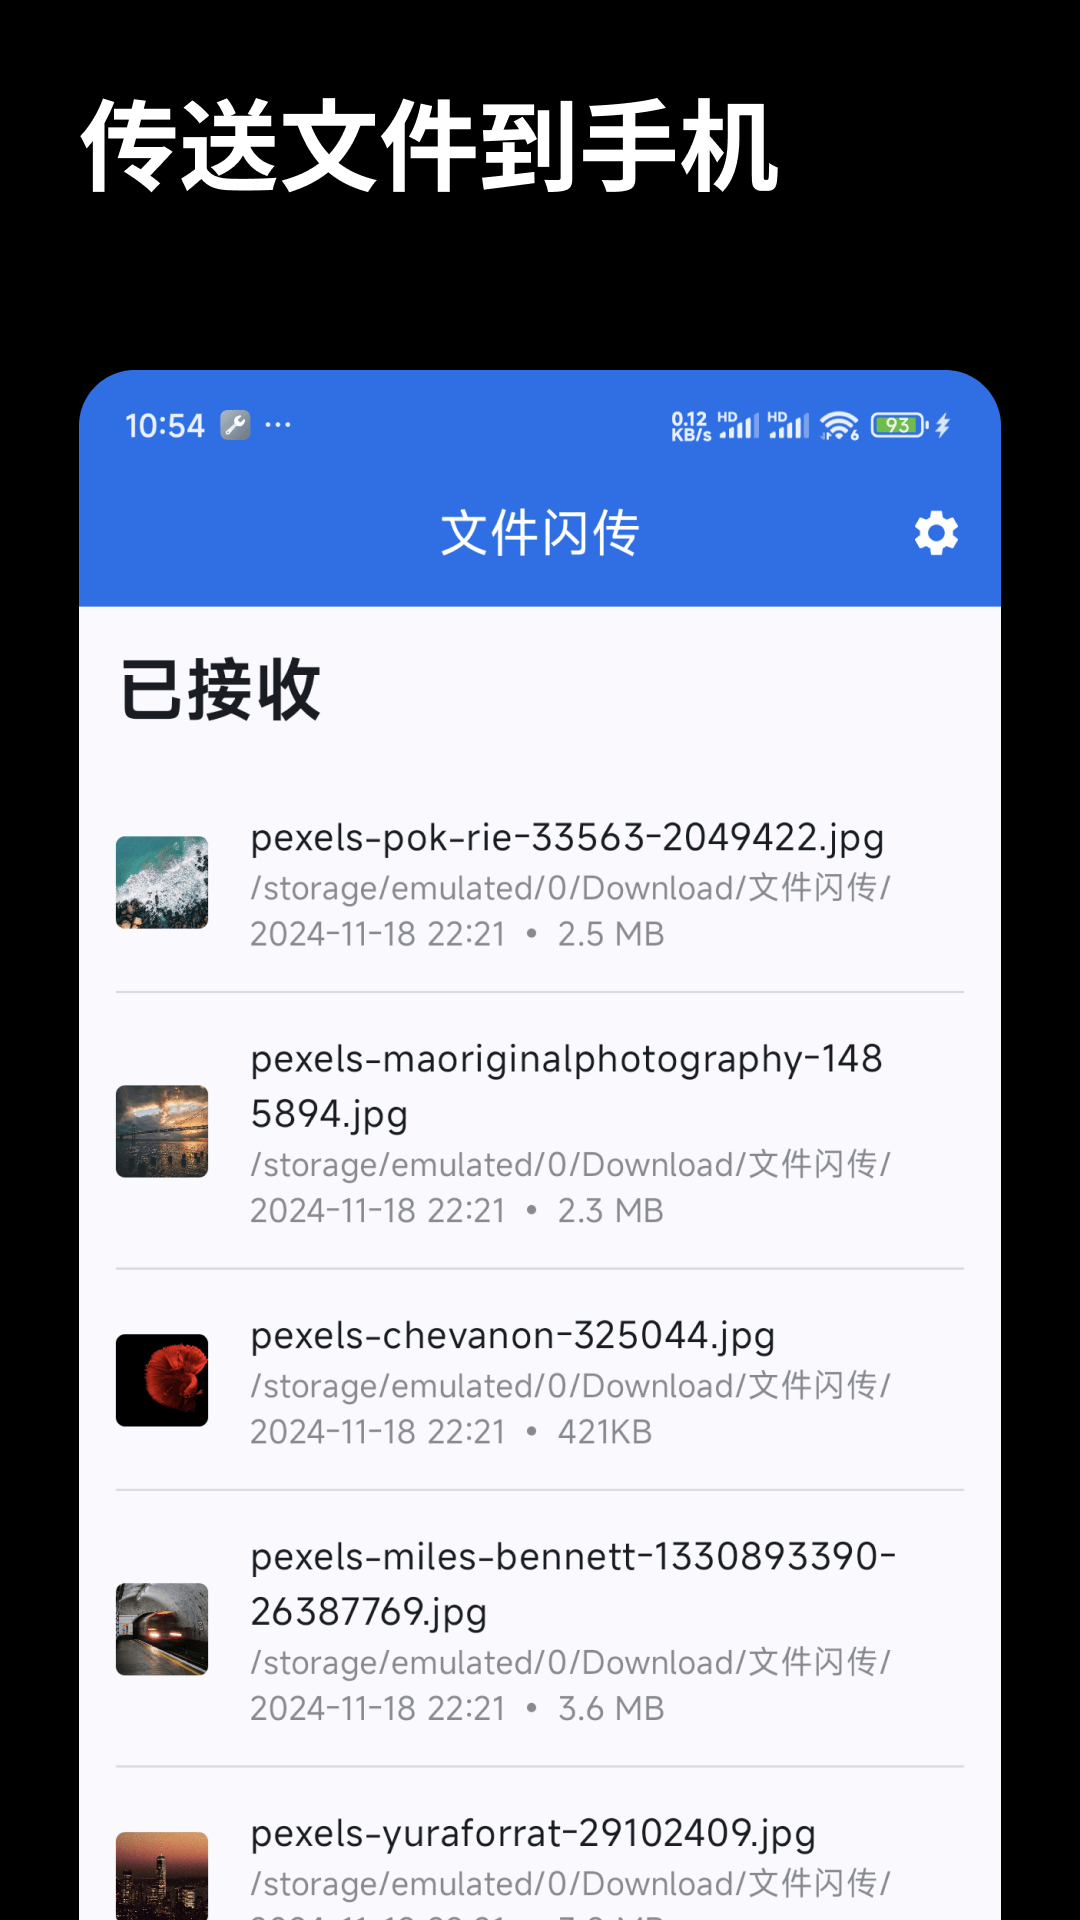 传送文件到手机
10:54 ...
0.12 KB/s HD HD 6 93
文件闪传
已接收
pexels-pok-rie-33563-2049422.jpg
/storage/emulated/0/Download/文件闪传/
2024-11-18 22:21 • 2.5 MB
pexels-maoriginalphotography-148
5894.jpg
/storage/emulated/0/Download/文件闪传/
2024-11-18 22:21 • 2.3 MB
pexels-chevanon-325044.jpg
/storage/emulated/0/Download/文件闪传/
2024-11-18 22:21 • 421KB
pexels-miles-bennett-1330893390-
26387769.jpg
/storage/emulated/0/Download/文件闪传/
2024-11-18 22:21 • 3.6 MB
pexels-yuraforrat-29102409.jpg
/storage/emulated/0/Download/文件闪传/